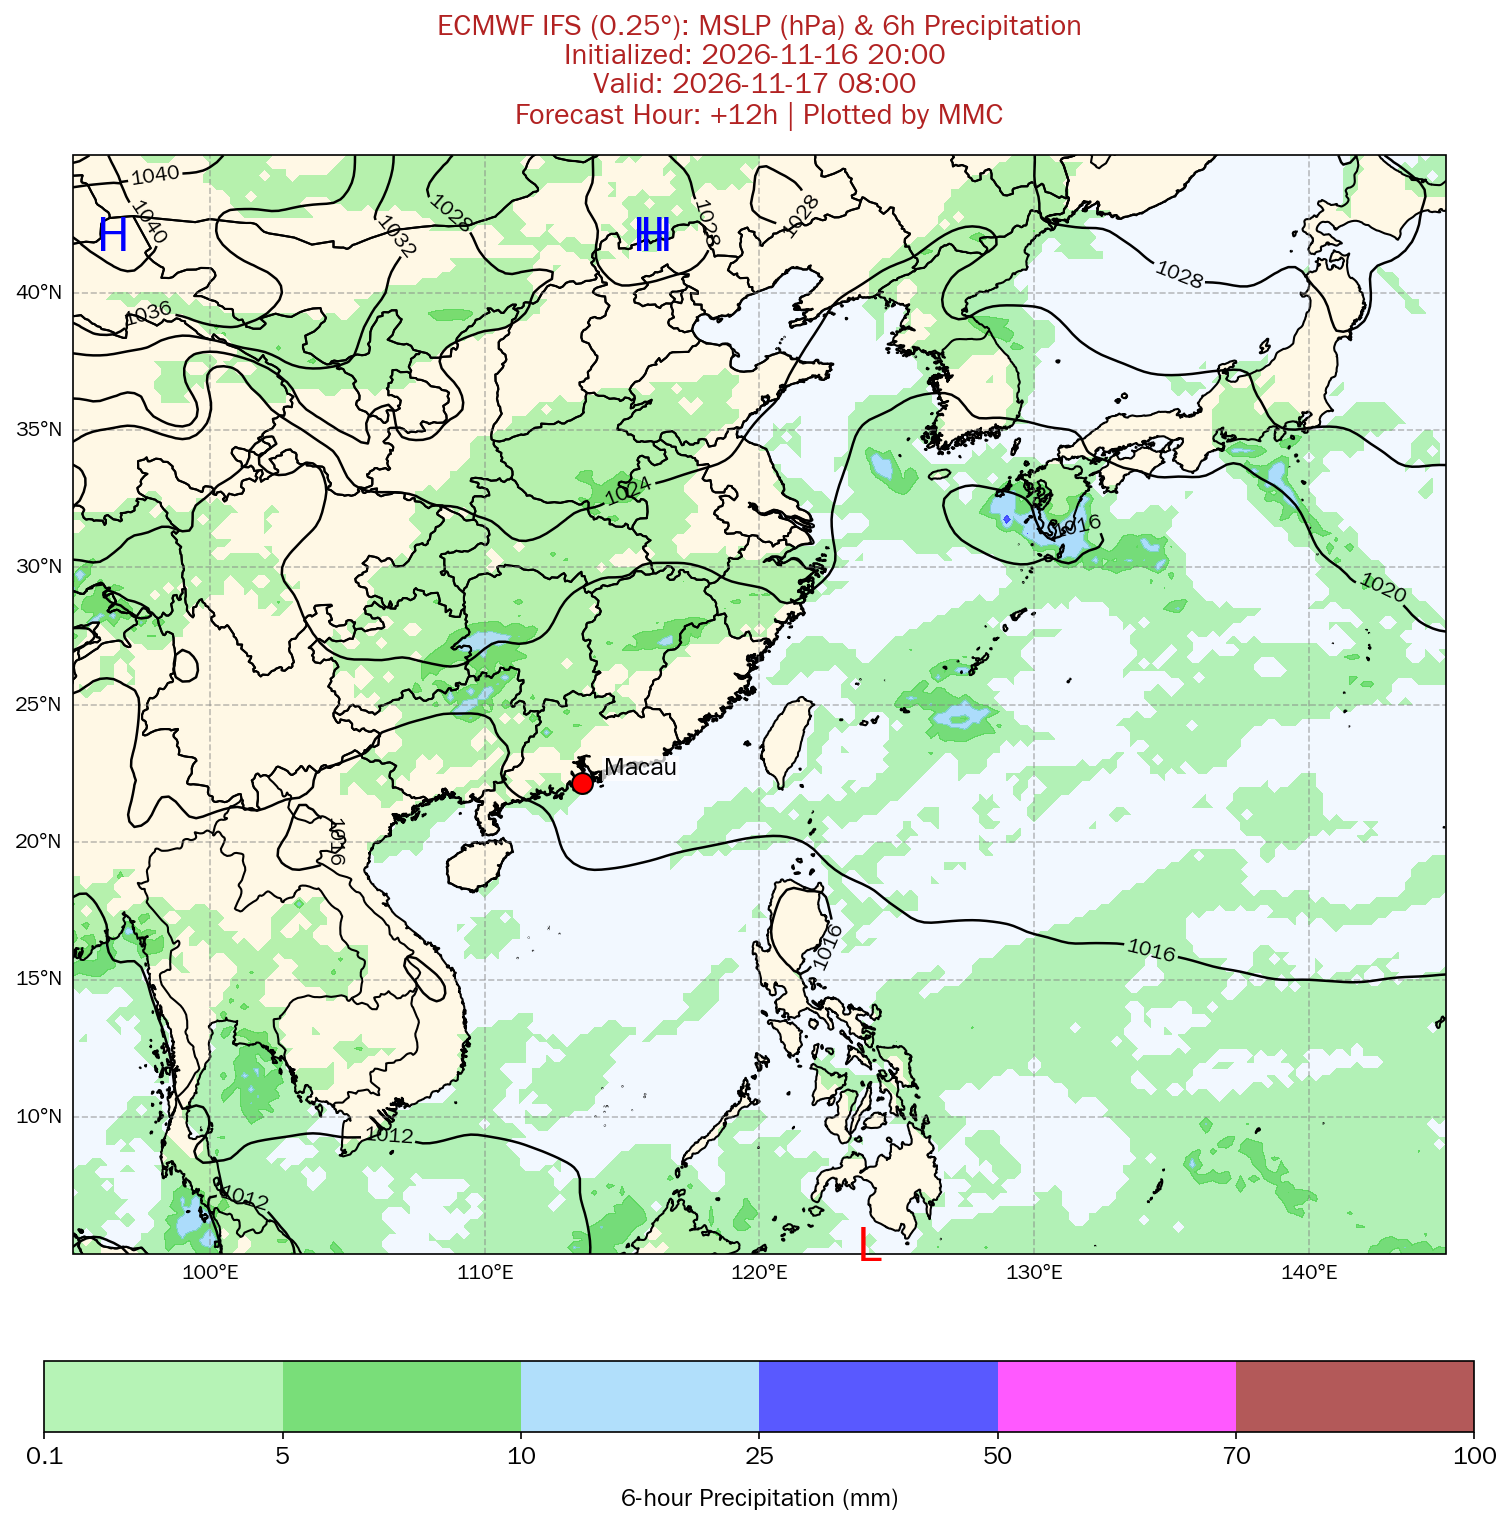 ECMWF IFS (0.25°): MSLP (hPa) & 6h Precipitation
Initialized: 2026-11-16 20:00
Valid: 2026-11-17 08:00
Forecast Hour: +12h | Plotted by MMC
1040
1040
1028
1032
1028
1028
1028
H
H
H
1036
1024
1016
1020
Macau
1016
1016
1016
1012
1012
L
40°N
35°N
30°N
25°N
20°N
15°N
10°N
100°E
110°E
120°E
130°E
140°E
0.1
5
10
25
50
70
100
6-hour Precipitation (mm)